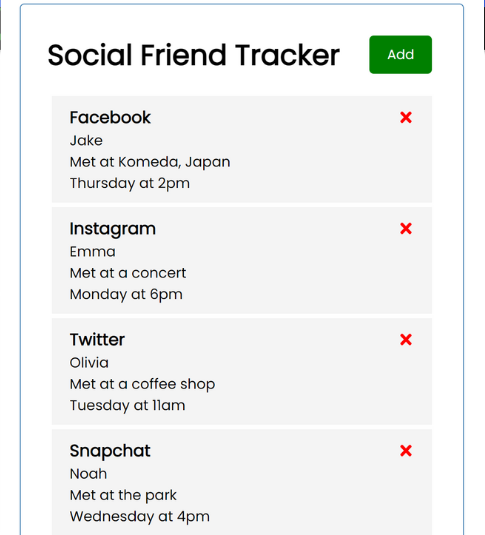 Social Friend Tracker
Add
Facebook
Jake
Met at Komeda, Japan
Thursday at 2pm
Instagram
Emma
Met at a concert
Monday at 6pm
Twitter
Olivia
Met at a coffee shop
Tuesday at 11am
Snapchat
Noah
Met at the park
Wednesday at 4pm